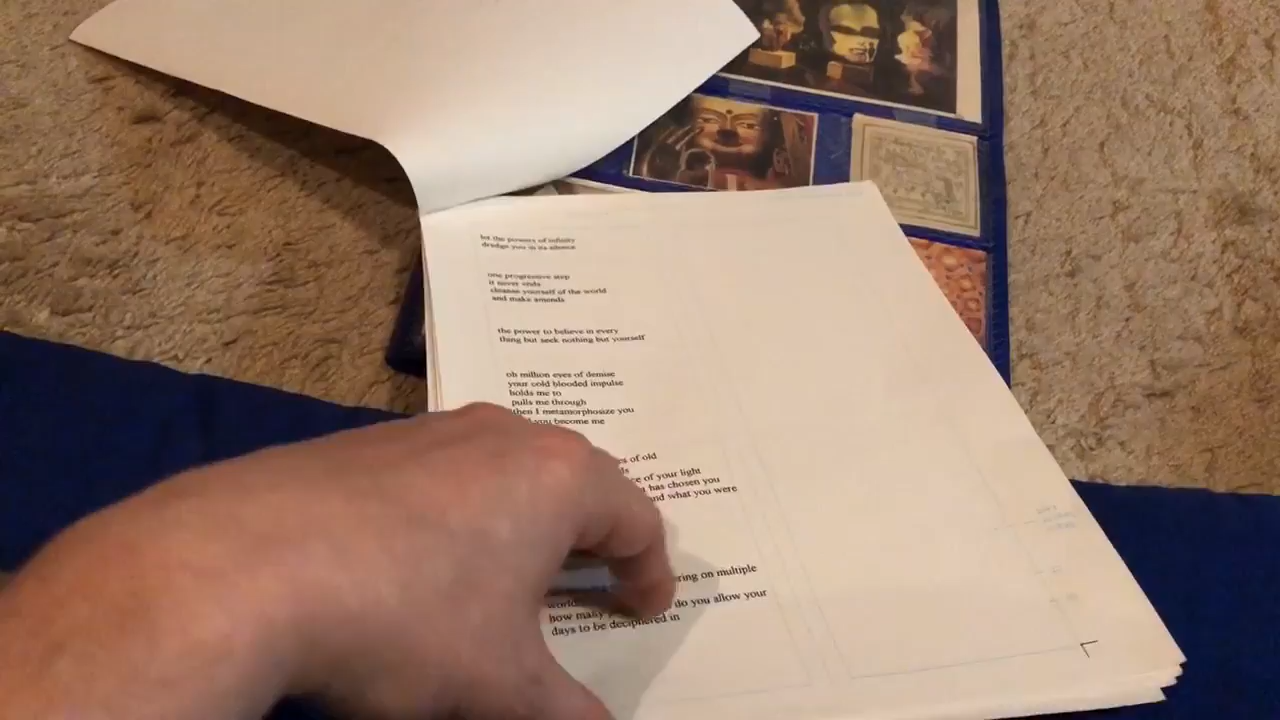 let the powers of infinity
drudge you in its silence
one progressive step
it never ends
cleanse yourself of the world
and make amends
the power to believe in every
thing but seek nothing but yourself
oh million eyes of demise
your cold blooded impulse
holds me to
pulls me through
then I metamorphosize you
you become me
of old
of your light
has chosen you
and what you were
on multiple
how many do you allow your
days to be deciphered in